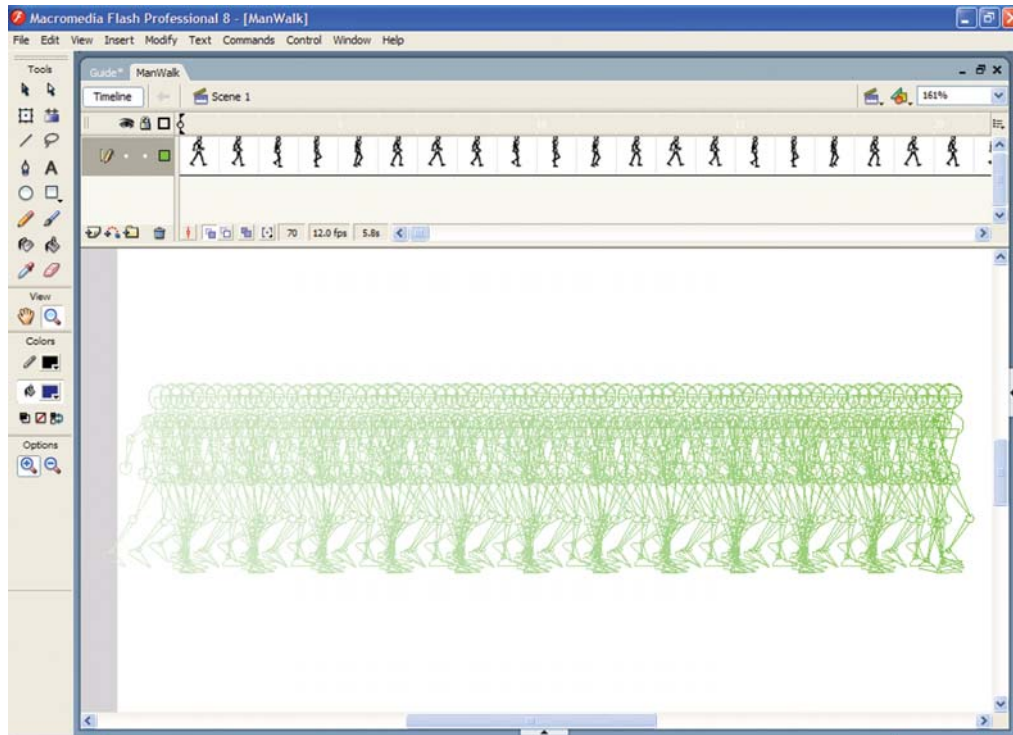 Macromedia Flash Professional 8 - [ManWalk]
File Edit View Insert Modify Text Commands Control Window Help
Tools
Guide* ManWalk
Timeline Scene 1 161%
A
70 12.0 fps 5.8s
View
Colors
Options